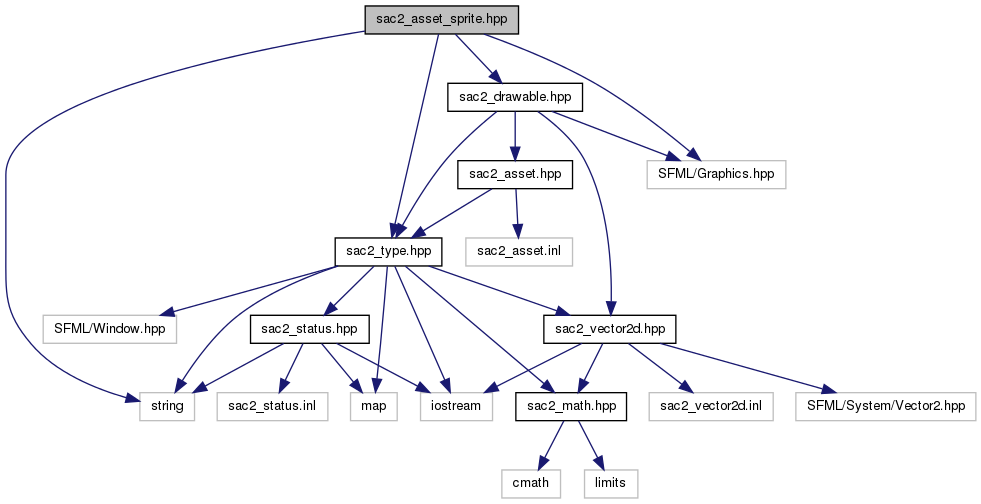 sac2_asset_sprite.hpp
sac2_drawable.hpp
sac2_asset.hpp
SFML/Graphics.hpp
sac2_type.hpp
sac2_asset.inl
SFML/Window.hpp
sac2_status.hpp
sac2_vector2d.hpp
string
sac2_status.inl
map
iostream
sac2_math.hpp
sac2_vector2d.inl
SFML/System/Vector2.hpp
cmath
limits